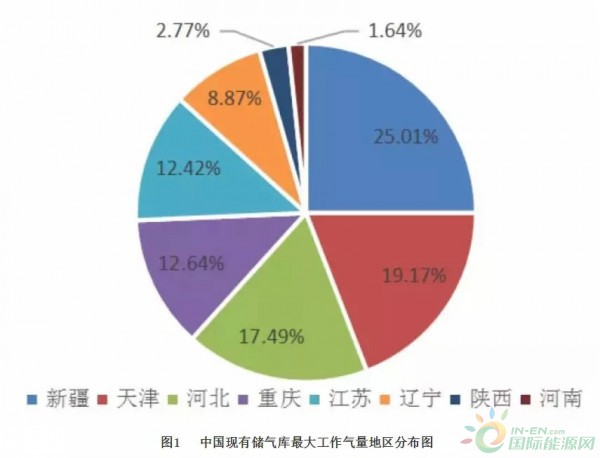 2.77%
1.64%
8.87%
25.01%
12.42%
12.64%
19.17%
17.49%
新疆 天津 河北 重庆 江苏 辽宁 陕西 河南
图1 中国现有储气库最大工作气量地区分布图
IN-EN.com
国际能源网